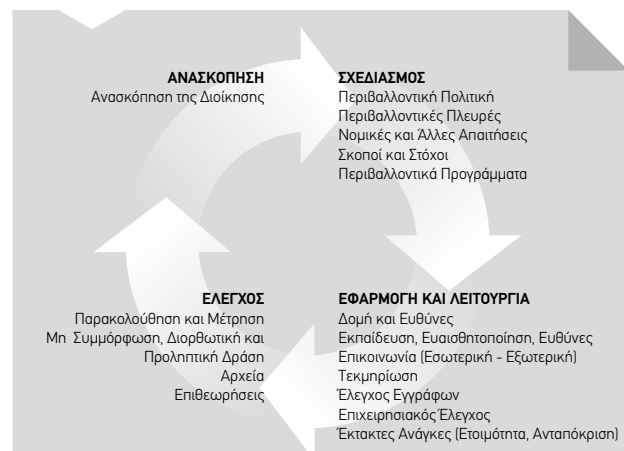 ΑΝΑΣΚΟΠΗΣΗ
Ανασκόπηση της Διοίκησης
ΣΧΕΔΙΑΣΜΟΣ
Περιβαλλοντική Πολιτική
Περιβαλλοντικές Πλευρές
Νομικές και Άλλες Απαιτήσεις
Σκοποί και Στόχοι
Περιβαλλοντικά Προγράμματα
ΕΛΕΓΧΟΣ
Παρακολούθηση και Μέτρηση
Μη Συμμόρφωση, Διορθωτική και
Προληπτική Δράση
Αρχεία
Επιθεωρήσεις
ΕΦΑΡΜΟΓΗ ΚΑΙ ΛΕΙΤΟΥΡΓΙΑ
Δομή και Ευθύνες
Εκπαίδευση, Ευαισθητοποίηση, Ευθύνες
Επικοινωνία (Εσωτερική - Εξωτερική)
Τεκμηρίωση
Έλεγχος Εγγράφων
Επιχειρησιακός Έλεγχος
Έκτακτες Ανάγκες (Ετοιμότητα, Ανταπόκριση)